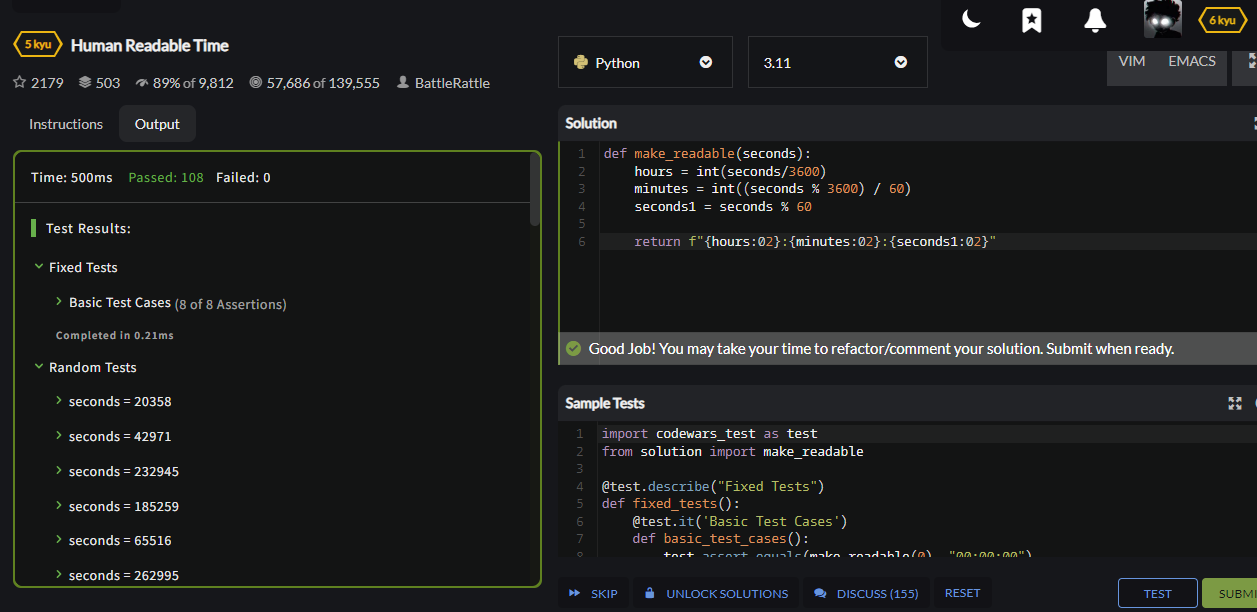 5 kyu
Human Readable Time
2179 503 89% of 9,812 57,686 of 139,555 BattleRattle
Instructions Output
Time: 500ms Passed: 108 Failed: 0
Test Results:
Fixed Tests
Basic Test Cases (8 of 8 Assertions)
Completed in 0.21ms
Random Tests
seconds = 20358
seconds = 42971
seconds = 232945
seconds = 185259
seconds = 65516
seconds = 262995
6 kyu
Python 3.11
VIM EMACS
Solution
1 def make_readable(seconds):
2 hours = int(seconds/3600)
3 minutes = int((seconds % 3600) / 60)
4 seconds1 = seconds % 60
5
6 return f"{hours:02}:{minutes:02}:{seconds1:02}"
Good Job! You may take your time to refactor/comment your solution. Submit when ready.
Sample Tests
1 import codewars_test as test
2 from solution import make_readable
3
4 @test.describe("Fixed Tests")
5 def fixed_tests():
6 @test.it('Basic Test Cases')
7 def basic_test_cases():
8 test.assert_equals(make_readable(0), "00:00:00")
SKIP UNLOCK SOLUTIONS DISCUSS (155) RESET TEST SUBMI